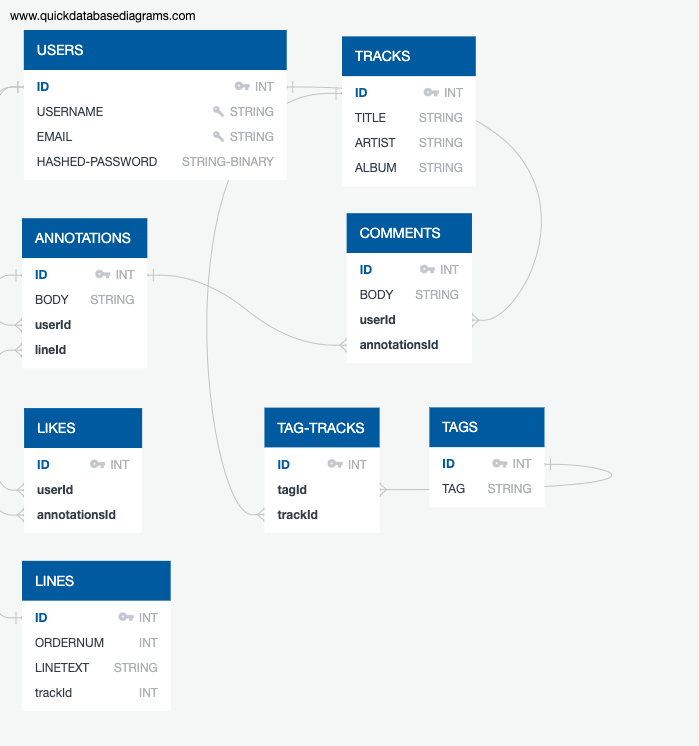 www.quickdatabasediagrams.com
USERS
ID INT
USERNAME STRING
EMAIL STRING
HASHED-PASSWORD STRING-BINARY
TRACKS
ID INT
TITLE STRING
ARTIST STRING
ALBUM STRING
ANNOTATIONS
ID INT
BODY STRING
userId
lineId
COMMENTS
ID INT
BODY STRING
userId
annotationsId
LIKES
ID INT
userId
annotationsId
TAG-TRACKS
ID INT
tagId
trackId
TAGS
ID INT
TAG STRING
LINES
ID INT
ORDERNUM INT
LINETEXT STRING
trackId INT